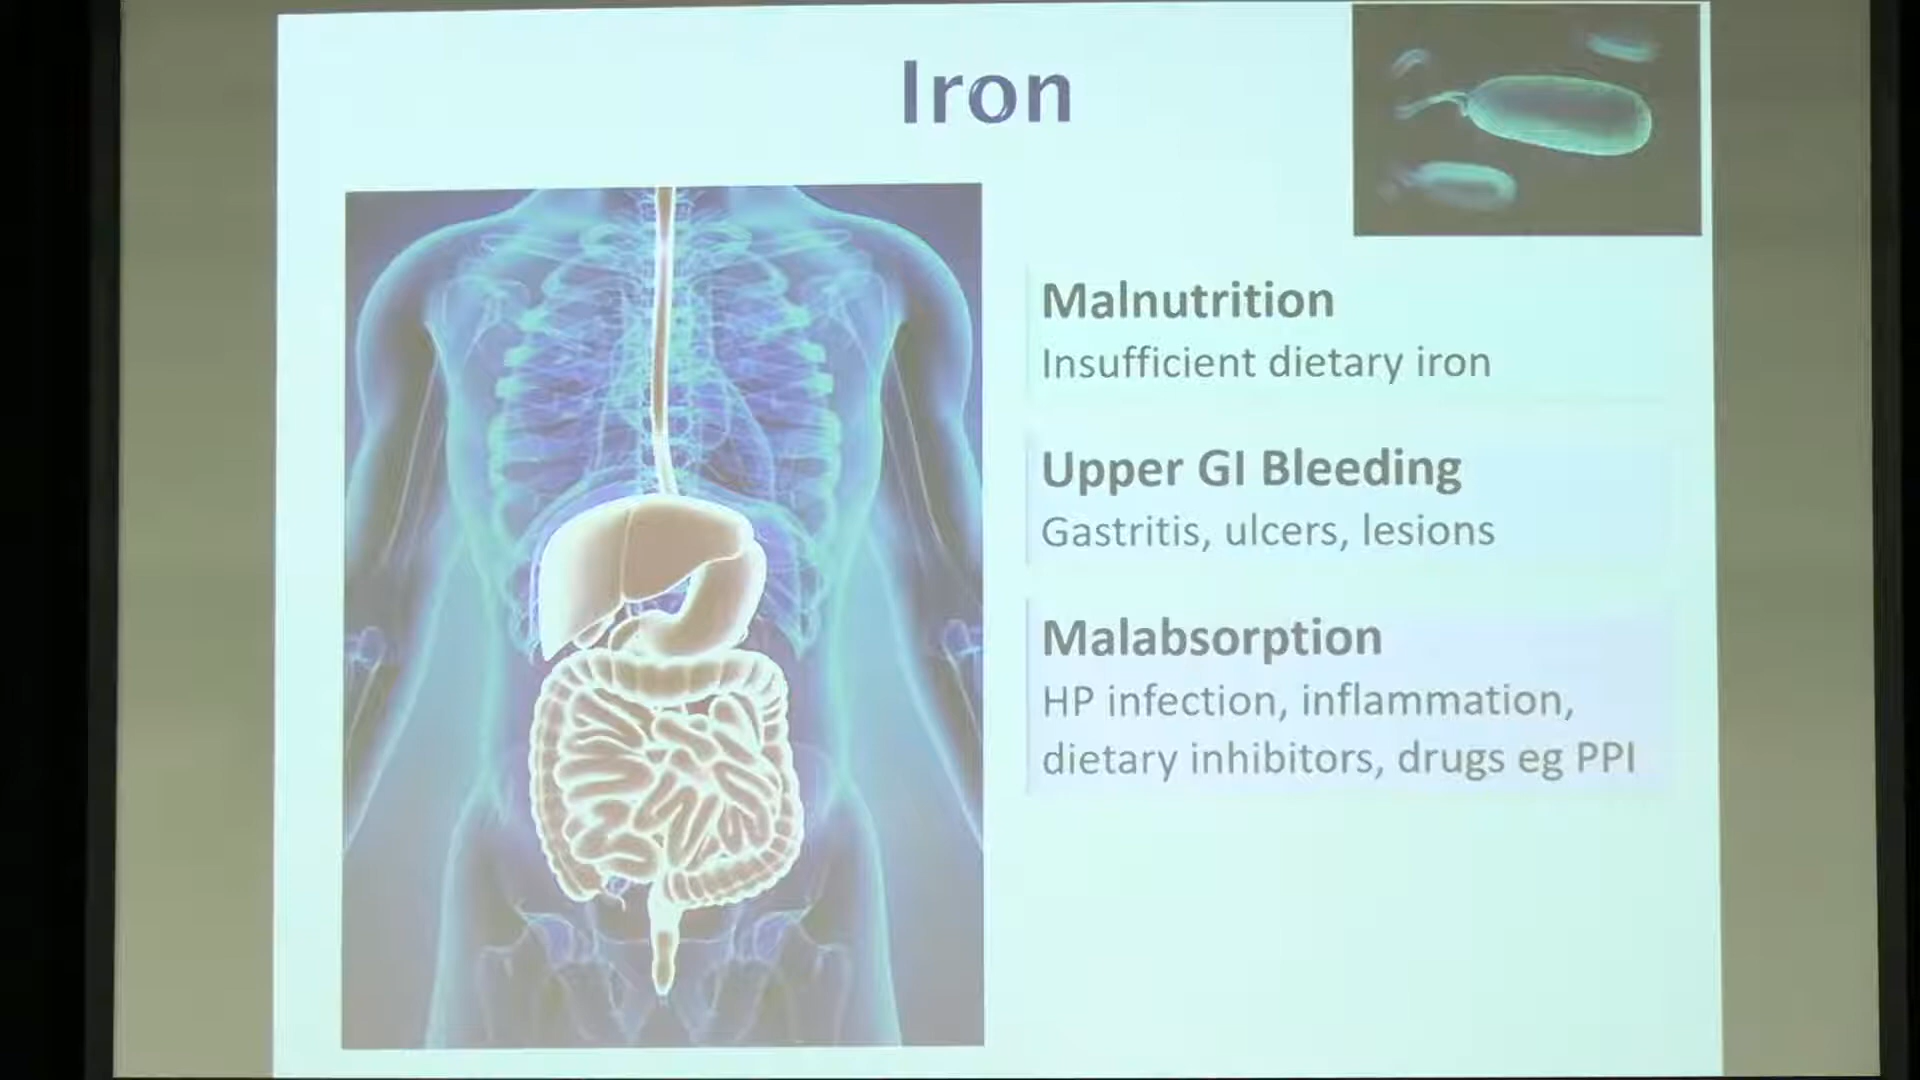 Iron
Malnutrition
Insufficient dietary iron
Upper GI Bleeding
Gastritis, ulcers, lesions
Malabsorption
HP infection, inflammation,
dietary inhibitors, drugs eg PPI